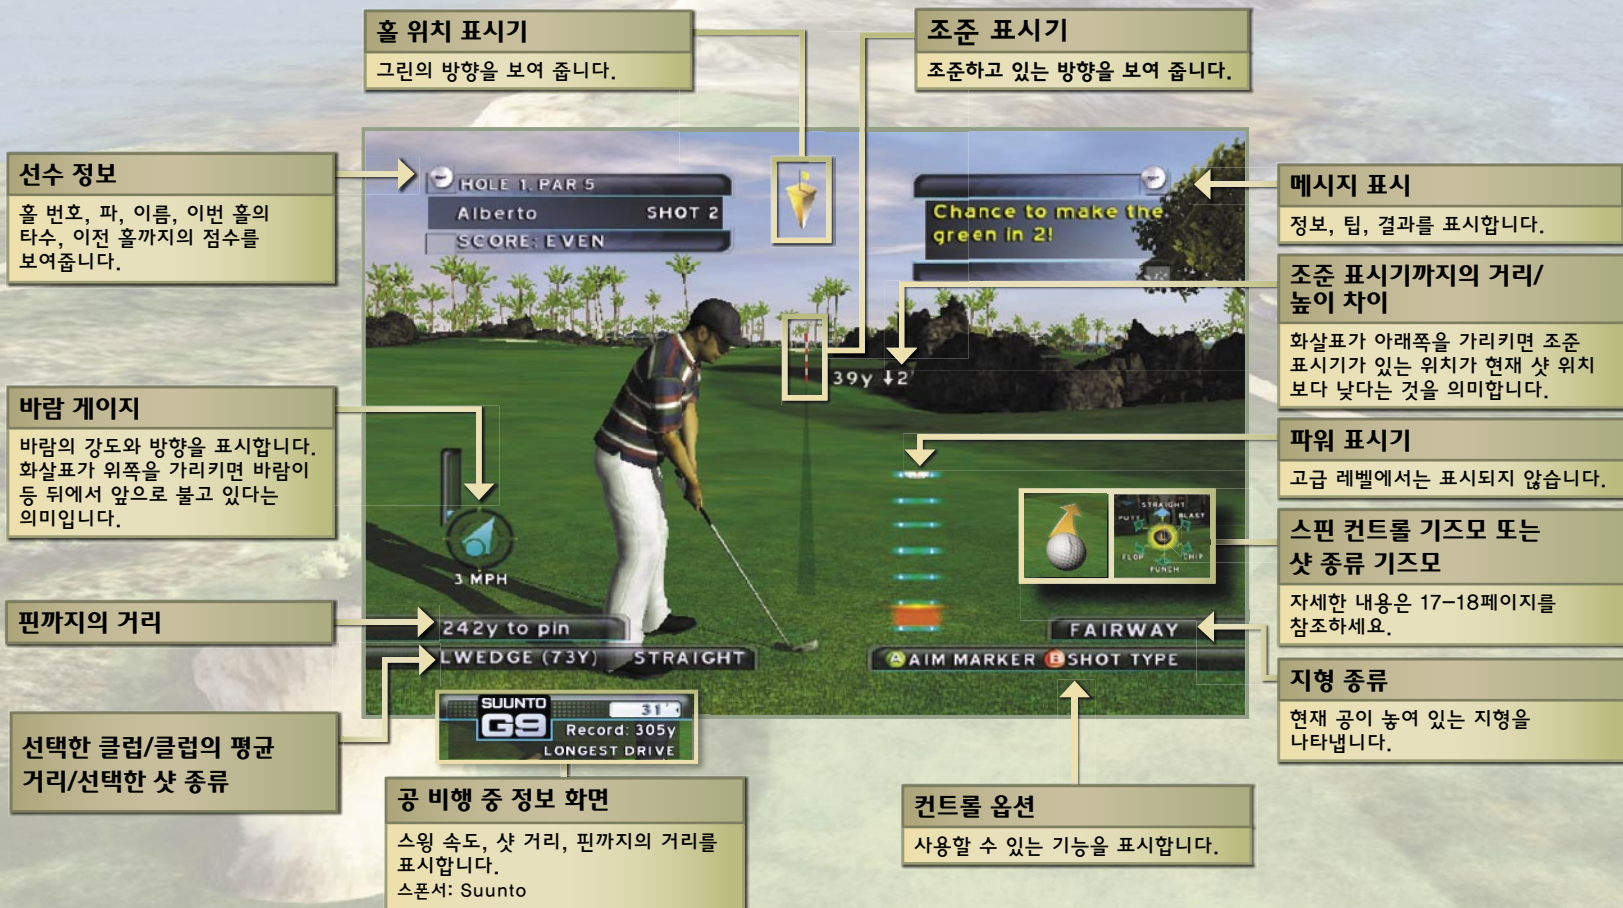 홀 위치 표시기
그린의 방향을 보여 줍니다.
조준 표시기
조준하고 있는 방향을 보여 줍니다.
선수 정보
홀 번호, 파, 이름, 이번 홀의
타수, 이전 홀까지의 점수를
보여줍니다.
HOLE 1, PAR 5
Alberto SHOT 2
SCORE: EVEN
Chance to make the
green in 2!
메시지 표시
정보, 팁, 결과를 표시합니다.
조준 표시기까지의 거리/
높이 차이
화살표가 아래쪽을 가리키면 조준
표시기가 있는 위치가 현재 샷 위치
보다 낮다는 것을 의미합니다.
39y ↓2'
바람 게이지
바람의 강도와 방향을 표시합니다.
화살표가 위쪽을 가리키면 바람이
등 뒤에서 앞으로 불고 있다는
의미입니다.
3 MPH
파워 표시기
고급 레벨에서는 표시되지 않습니다.
STRAIGHT
PUTT BLAST
FLOP CHIP
PUNCH
스핀 컨트롤 기즈모 또는
샷 종류 기즈모
자세한 내용은 17-18페이지를
참조하세요.
핀까지의 거리
242y to pin
LWEDGE (73Y) STRAIGHT
FAIRWAY
A AIM MARKER B SHOT TYPE
지형 종류
현재 공이 놓여 있는 지형을
나타냅니다.
선택한 클럽/클럽의 평균
거리/선택한 샷 종류
SUUNTO
G9
31'
Record: 305y
LONGEST DRIVE
공 비행 중 정보 화면
스윙 속도, 샷 거리, 핀까지의 거리를
표시합니다.
스폰서: Suunto
컨트롤 옵션
사용할 수 있는 기능을 표시합니다.